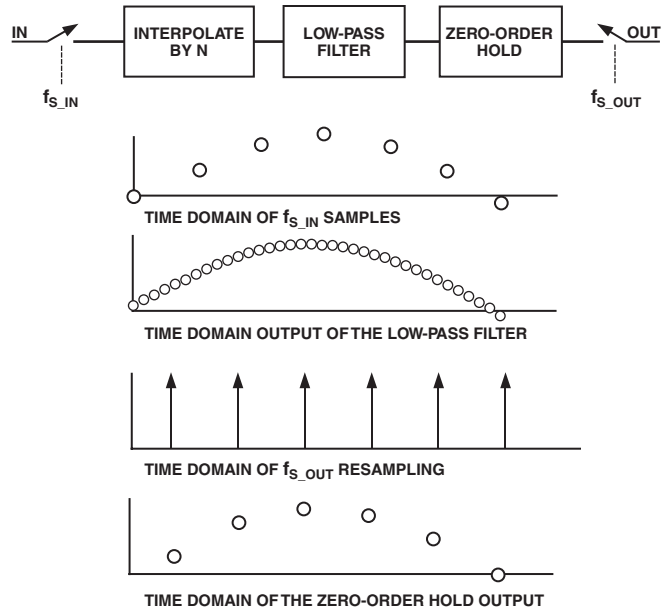 IN
INTERPOLATE
BY N
LOW-PASS
FILTER
ZERO-ORDER
HOLD
OUT
fS_IN
fS_OUT
TIME DOMAIN OF fS_IN SAMPLES
TIME DOMAIN OUTPUT OF THE LOW-PASS FILTER
TIME DOMAIN OF fS_OUT RESAMPLING
TIME DOMAIN OF THE ZERO-ORDER HOLD OUTPUT